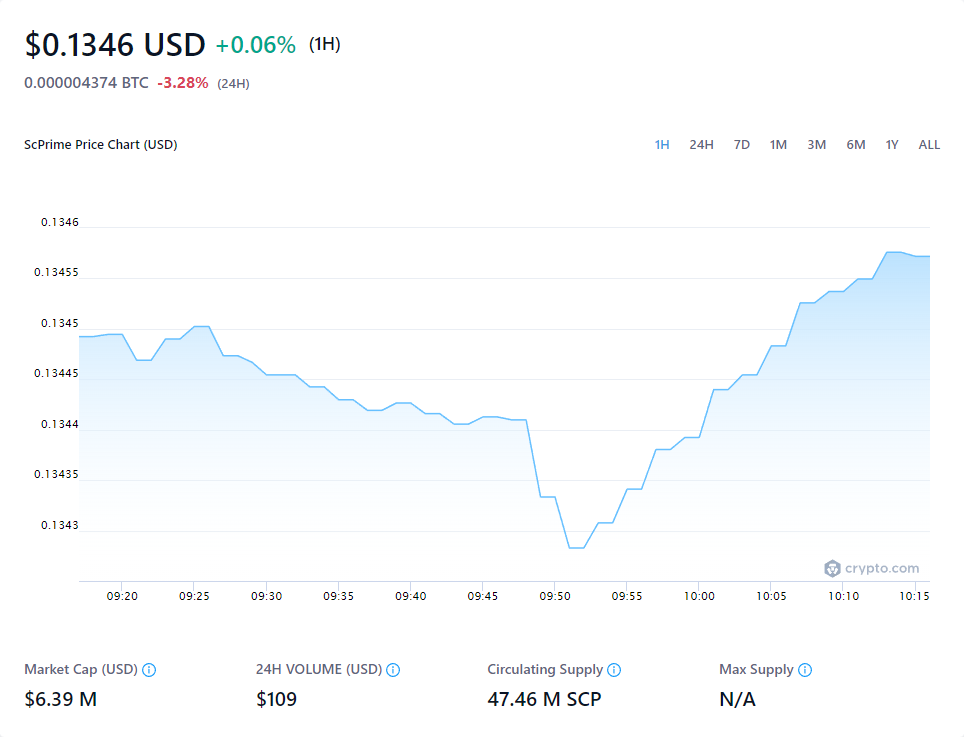 $0.1346 USD +0.06% (1H)
0.000004374 BTC -3.28% (24H)
ScPrime Price Chart (USD) 1H 24H 7D 1M 3M 6M 1Y ALL
0.1346
0.13455
0.1345
0.13445
0.1344
0.13435
0.1343
crypto.com
09:20 09:25 09:30 09:35 09:40 09:45 09:50 09:55 10:00 10:05 10:10 10:15
Market Cap (USD) 24H VOLUME (USD) Circulating Supply Max Supply
$6.39 M $109 47.46 M SCP N/A